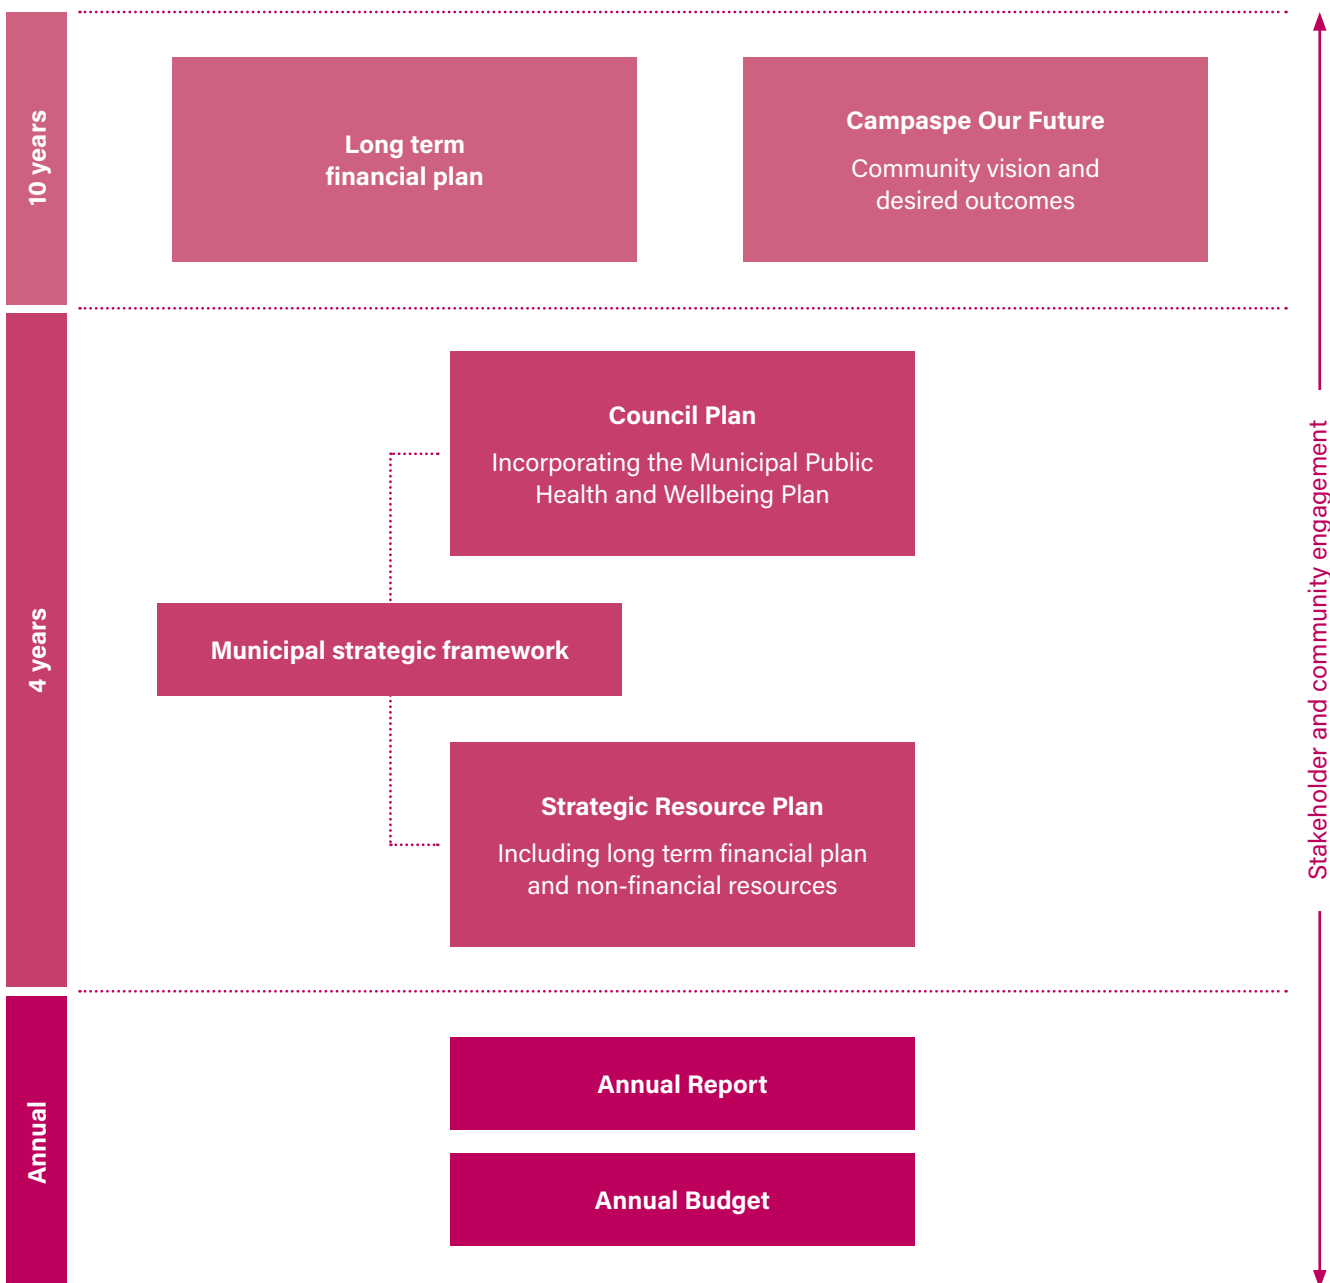 10 years
Long term
financial plan
Campaspe Our Future
Community vision and
desired outcomes
4 years
Council Plan
Incorporating the Municipal Public
Health and Wellbeing Plan
Municipal strategic framework
Strategic Resource Plan
Including long term financial plan
and non-financial resources
Annual
Annual Report
Annual Budget
Stakeholder and community engagement